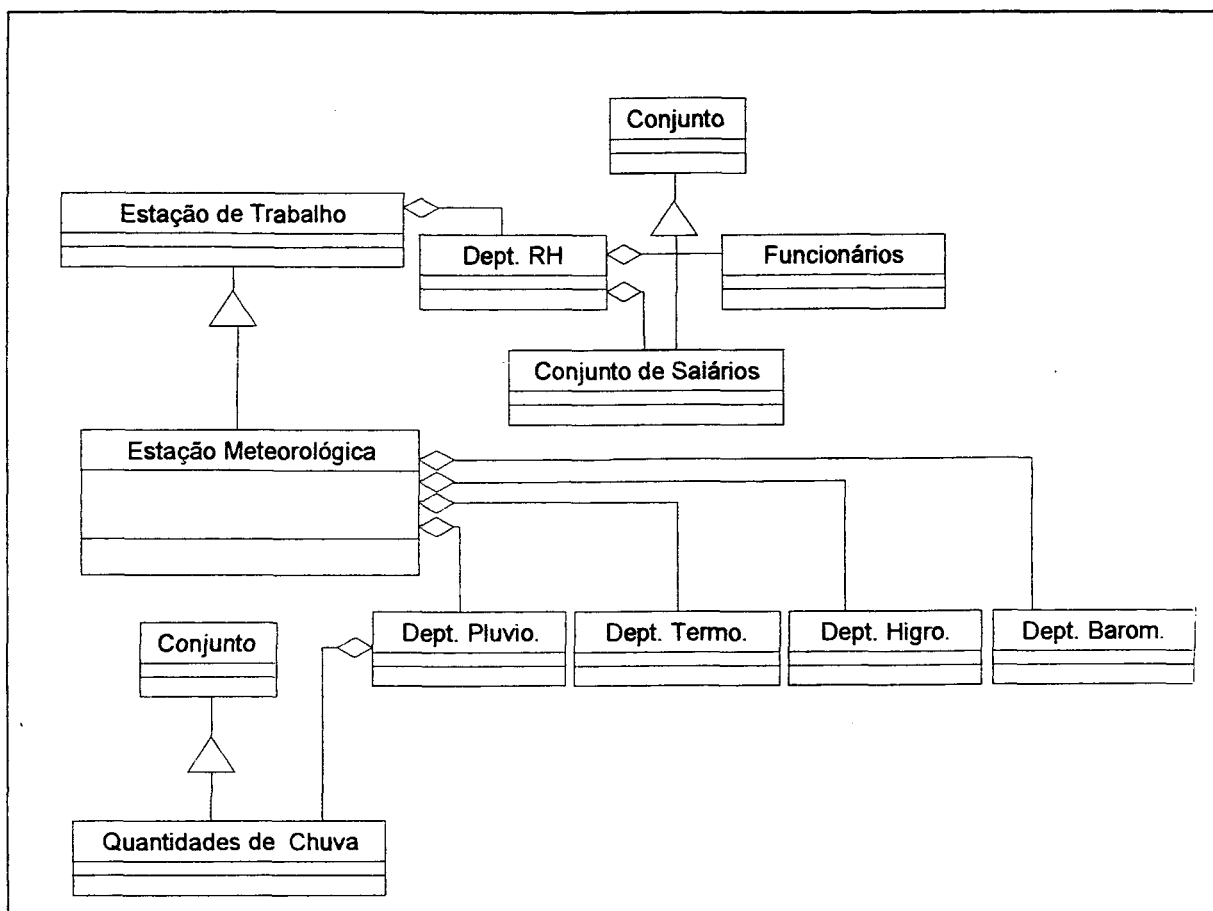 Conjunto
Estação de Trabalho
Dept. RH
Funcionários
Conjunto de Salários
Estação Meteorológica
Dept. Pluvio.
Dept. Termo.
Dept. Higro.
Dept. Barom.
Conjunto
Quantidades de Chuva